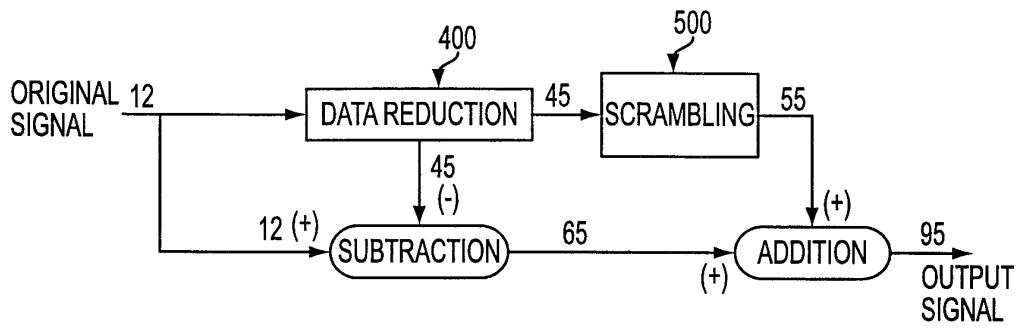 400
500
ORIGINAL 12
SIGNAL
DATA REDUCTION
45
SCRAMBLING
55
45
(-)
(+)
12 (+)
SUBTRACTION
65
(+)
ADDITION
95
OUTPUT
SIGNAL